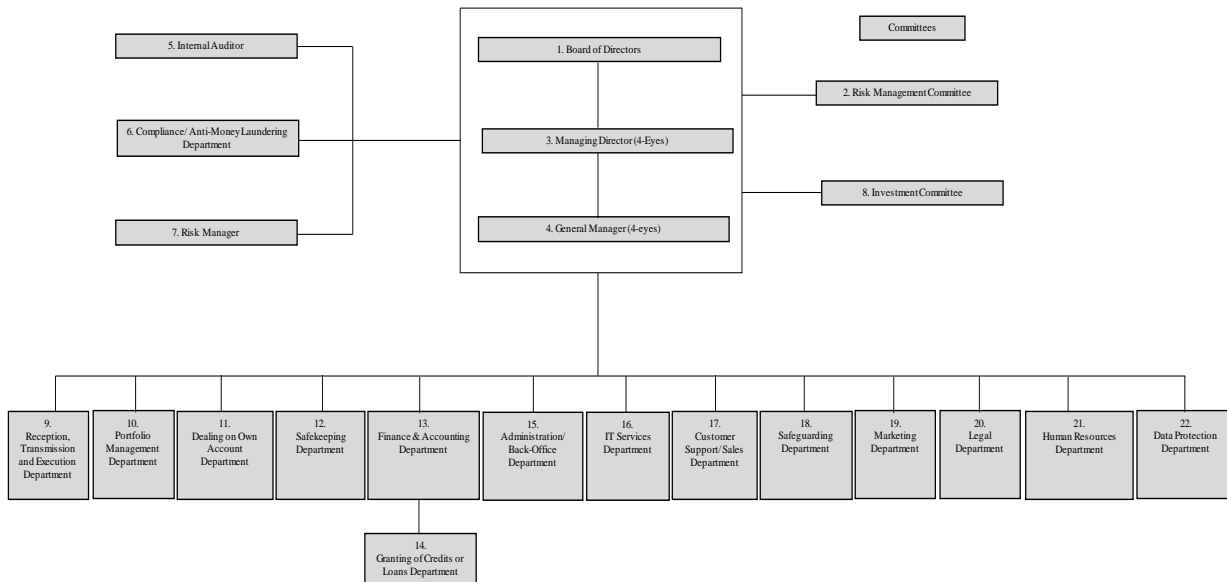 Committees
5. Internal Auditor
1. Board of Directors
2. Risk Management Committee
6. Compliance/ Anti-Money Laundering
Department
3. Managing Director (4-Eyes)
8. Investment Committee
7. Risk Manager
4. General Manager (4-eyes)
9.
Reception,
Transmission
and Execution
Department
10.
Portfolio
Management
Department
11.
Dealing on Own
Account
Department
12.
Safekeeping
Department
13.
Finance & Accounting
Department
15.
Administration/
Back-Office
Department
16.
IT Services
Department
17.
Customer
Support/Sales
Department
18.
Safeguarding
Department
19.
Marketing
Department
20.
Legal
Department
21.
Human Resources
Department
22.
Data Protection
Department
14.
Granting of Credits or
Loans Department